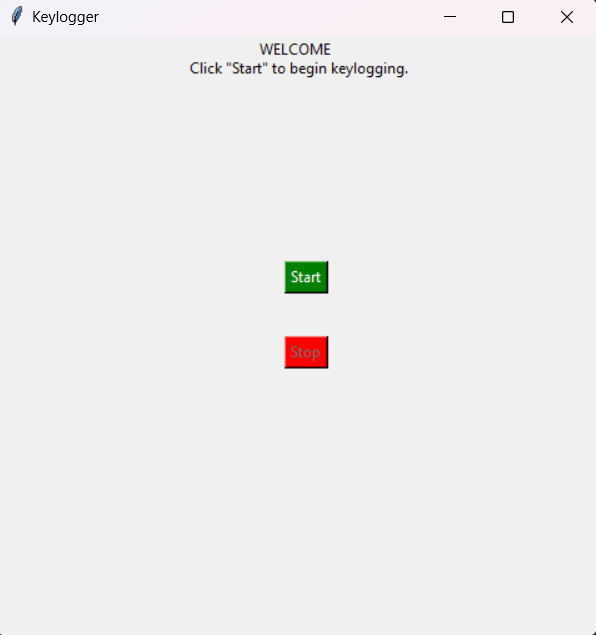 Keylogger
WELCOME
Click "Start" to begin keylogging.
Start
Stop